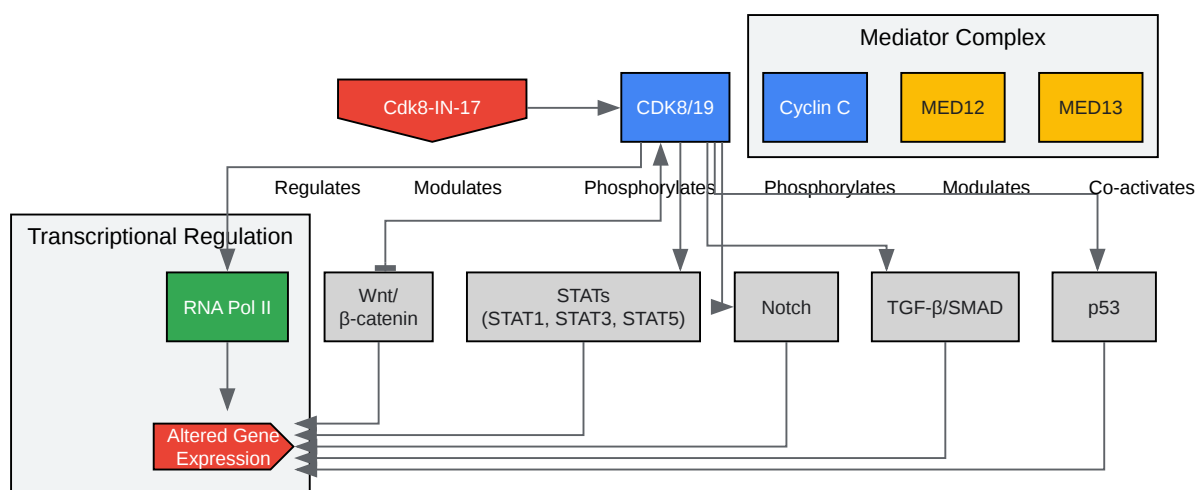 Mediator Complex
Cdk8-IN-17
CDK8/19
Cyclin C
MED12
MED13
Regulates
Modulates
Phosphorylates
Phosphorylates
Modulates
Co-activates
Transcriptional Regulation
RNA Pol II
Wnt/
β-catenin
STATs
(STAT1, STAT3, STAT5)
Notch
TGF-β/SMAD
p53
Altered Gene
Expression